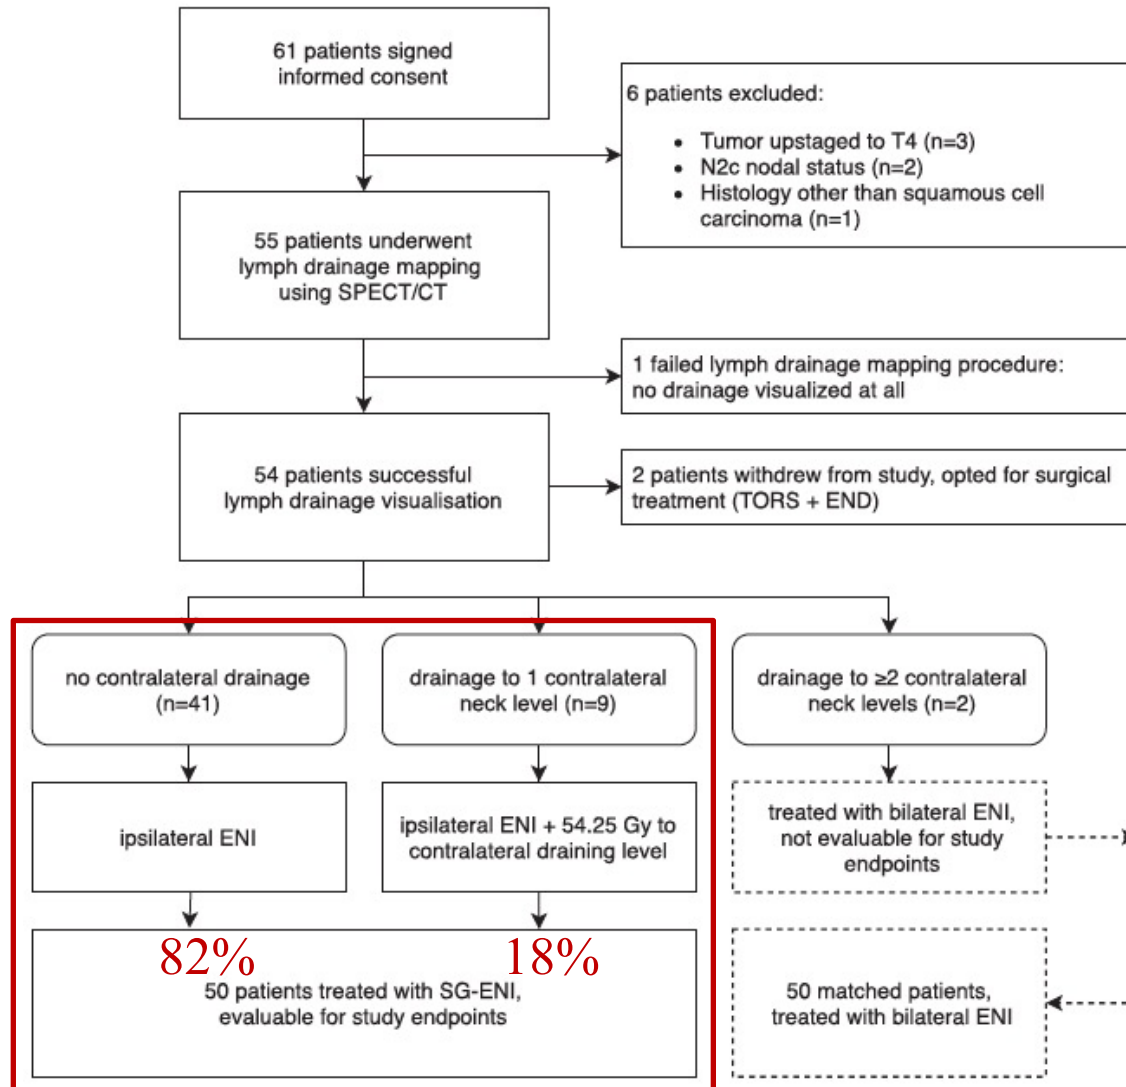 61 patients signed
informed consent
6 patients excluded:
• Tumor upstaged to T4 (n=3)
• N2c nodal status (n=2)
• Histology other than squamous cell
carcinoma (n=1)
55 patients underwent
lymph drainage mapping
using SPECT/CT
1 failed lymph drainage mapping procedure:
no drainage visualized at all
54 patients successful
lymph drainage visualisation
2 patients withdrew from study, opted for surgical
treatment (TORS + END)
no contralateral drainage
(n=41)
drainage to 1 contralateral
neck level (n=9)
drainage to ≥2 contralateral
neck levels (n=2)
ipsilateral ENI
ipsilateral ENI + 54.25 Gy to
contralateral draining level
treated with bilateral ENI,
not evaluable for study
endpoints
82%
18%
50 patients treated with SG-ENI,
evaluable for study endpoints
50 matched patients,
treated with bilateral ENI